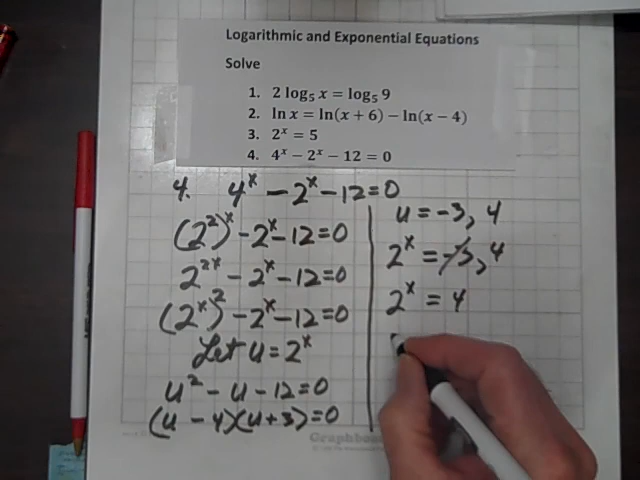 Logarithmic and Exponential Equations
Solve
1. 2 log₅ x = log₅ 9
2. ln x = ln(x + 6) − ln(x − 4)
3. 2ˣ = 5
4. 4ˣ − 2ˣ − 12 = 0
4. 4ˣ − 2ˣ − 12 = 0
(2²)ˣ − 2ˣ − 12 = 0
2²ˣ − 2ˣ − 12 = 0
(2ˣ)² − 2ˣ − 12 = 0
Let u = 2ˣ
u² − u − 12 = 0
(u − 4)(u + 3) = 0
u = −3, 4
2ˣ = −3, 4
2ˣ = 4